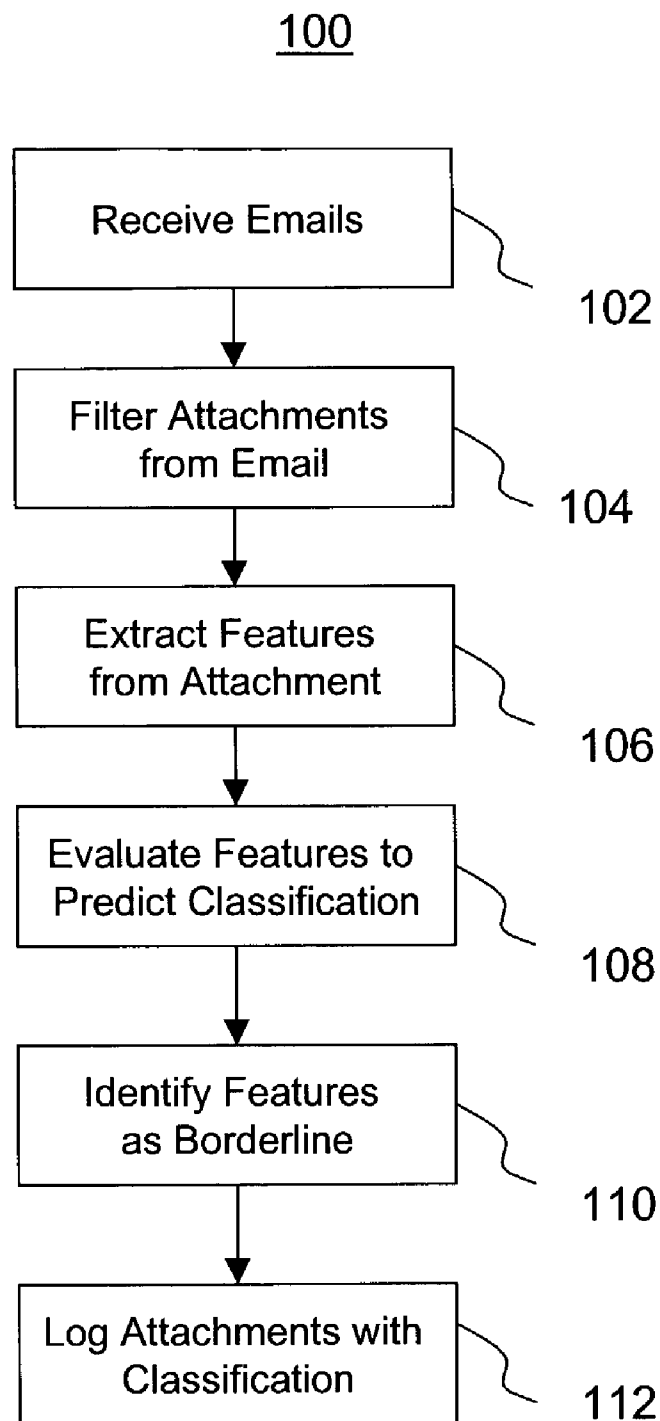 100
Receive Emails
102
Filter Attachments
from Email
104
Extract Features
from Attachment
106
Evaluate Features to
Predict Classification
108
Identify Features
as Borderline
110
Log Attachments with
Classification
112